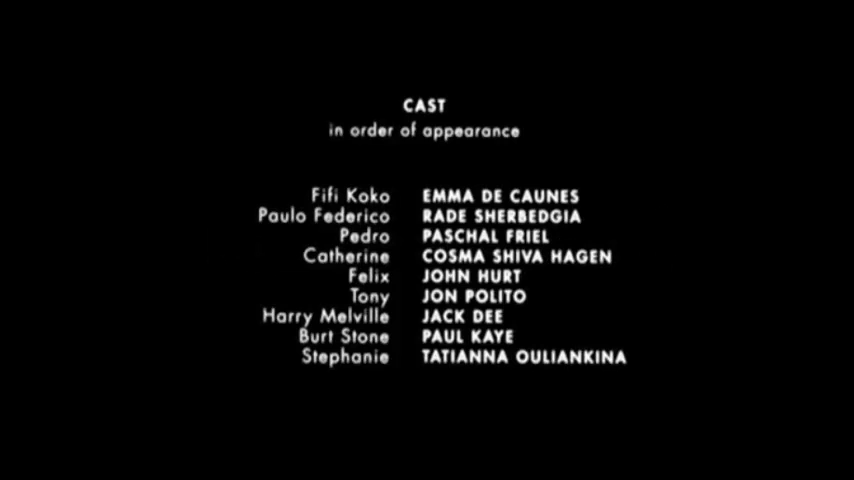 CAST
in order of appearance
Fifi Koko EMMA DE CAUNES
Paulo Federico RADE SHERBEDGIA
Pedro PASCHAL FRIEL
Catherine COSMA SHIVA HAGEN
Felix JOHN HURT
Tony JON POLITO
Harry Melville JACK DEE
Burt Stone PAUL KAYE
Stephanie TATIANNA OULIANKINA